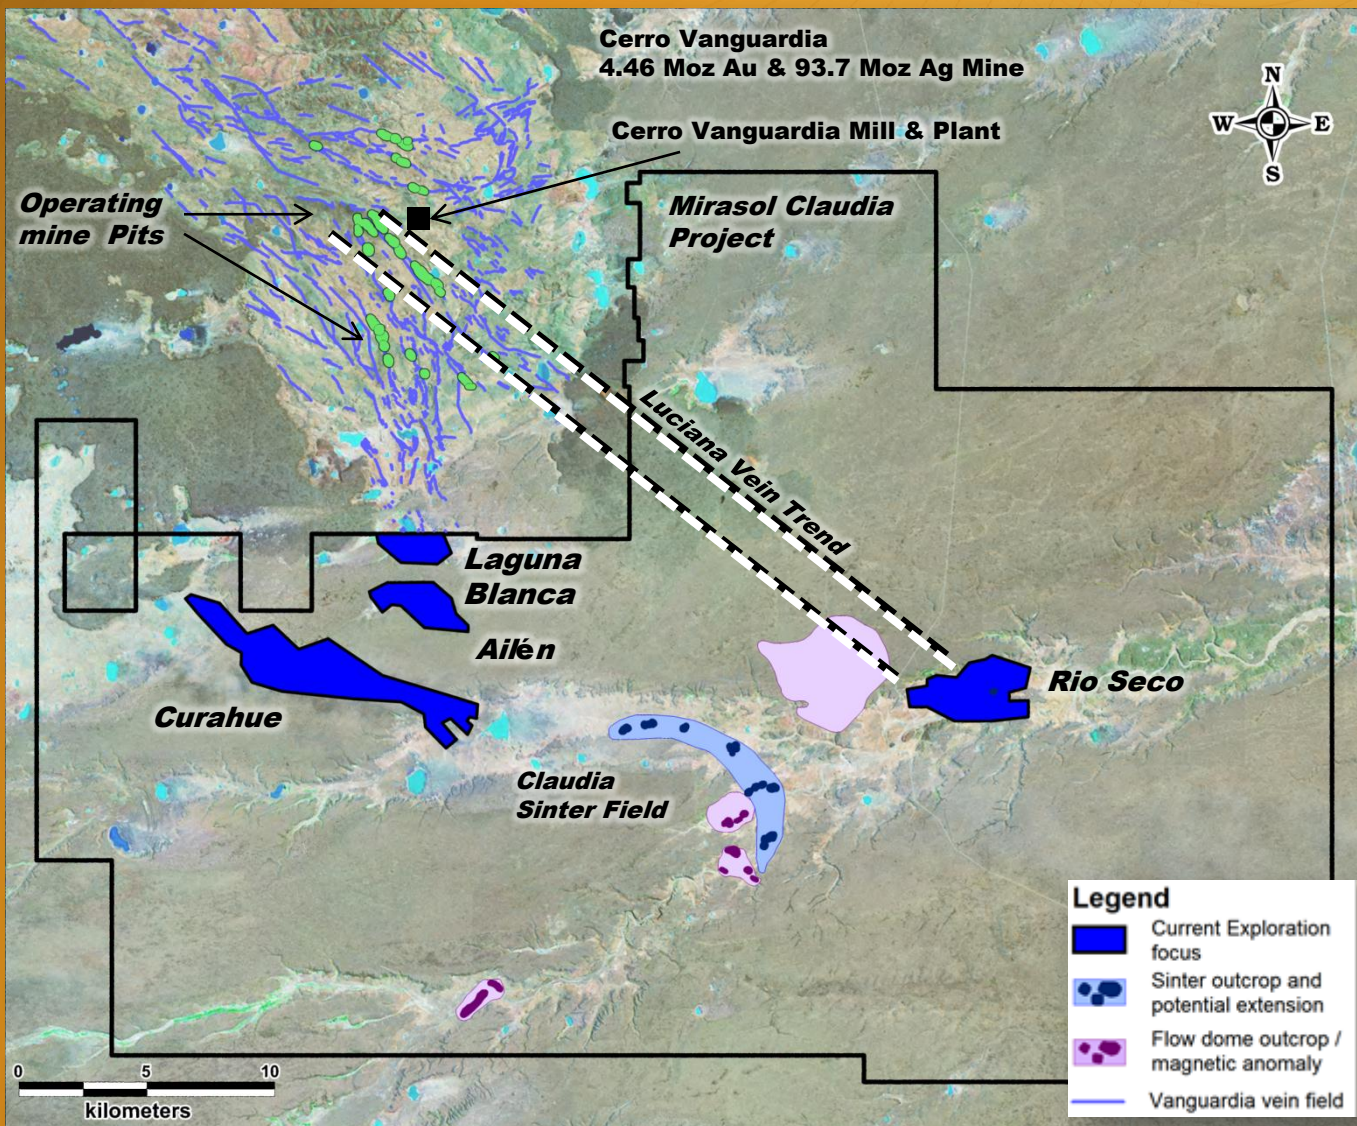 Cerro Vanguardia
4.46 Moz Au & 93.7 Moz Ag Mine
Cerro Vanguardia Mill & Plant
N
W
E
S
Operating
mine Pits
Mirasol Claudia
Project
Luciana Vein Trend
Laguna
Blanca
Ailén
Curahue
Rio Seco
Claudia
Sinter Field
Legend
Current Exploration
focus
Sinter outcrop and
potential extension
Flow dome outcrop /
magnetic anomaly
Vanguardia vein field
0 5 10
kilometers